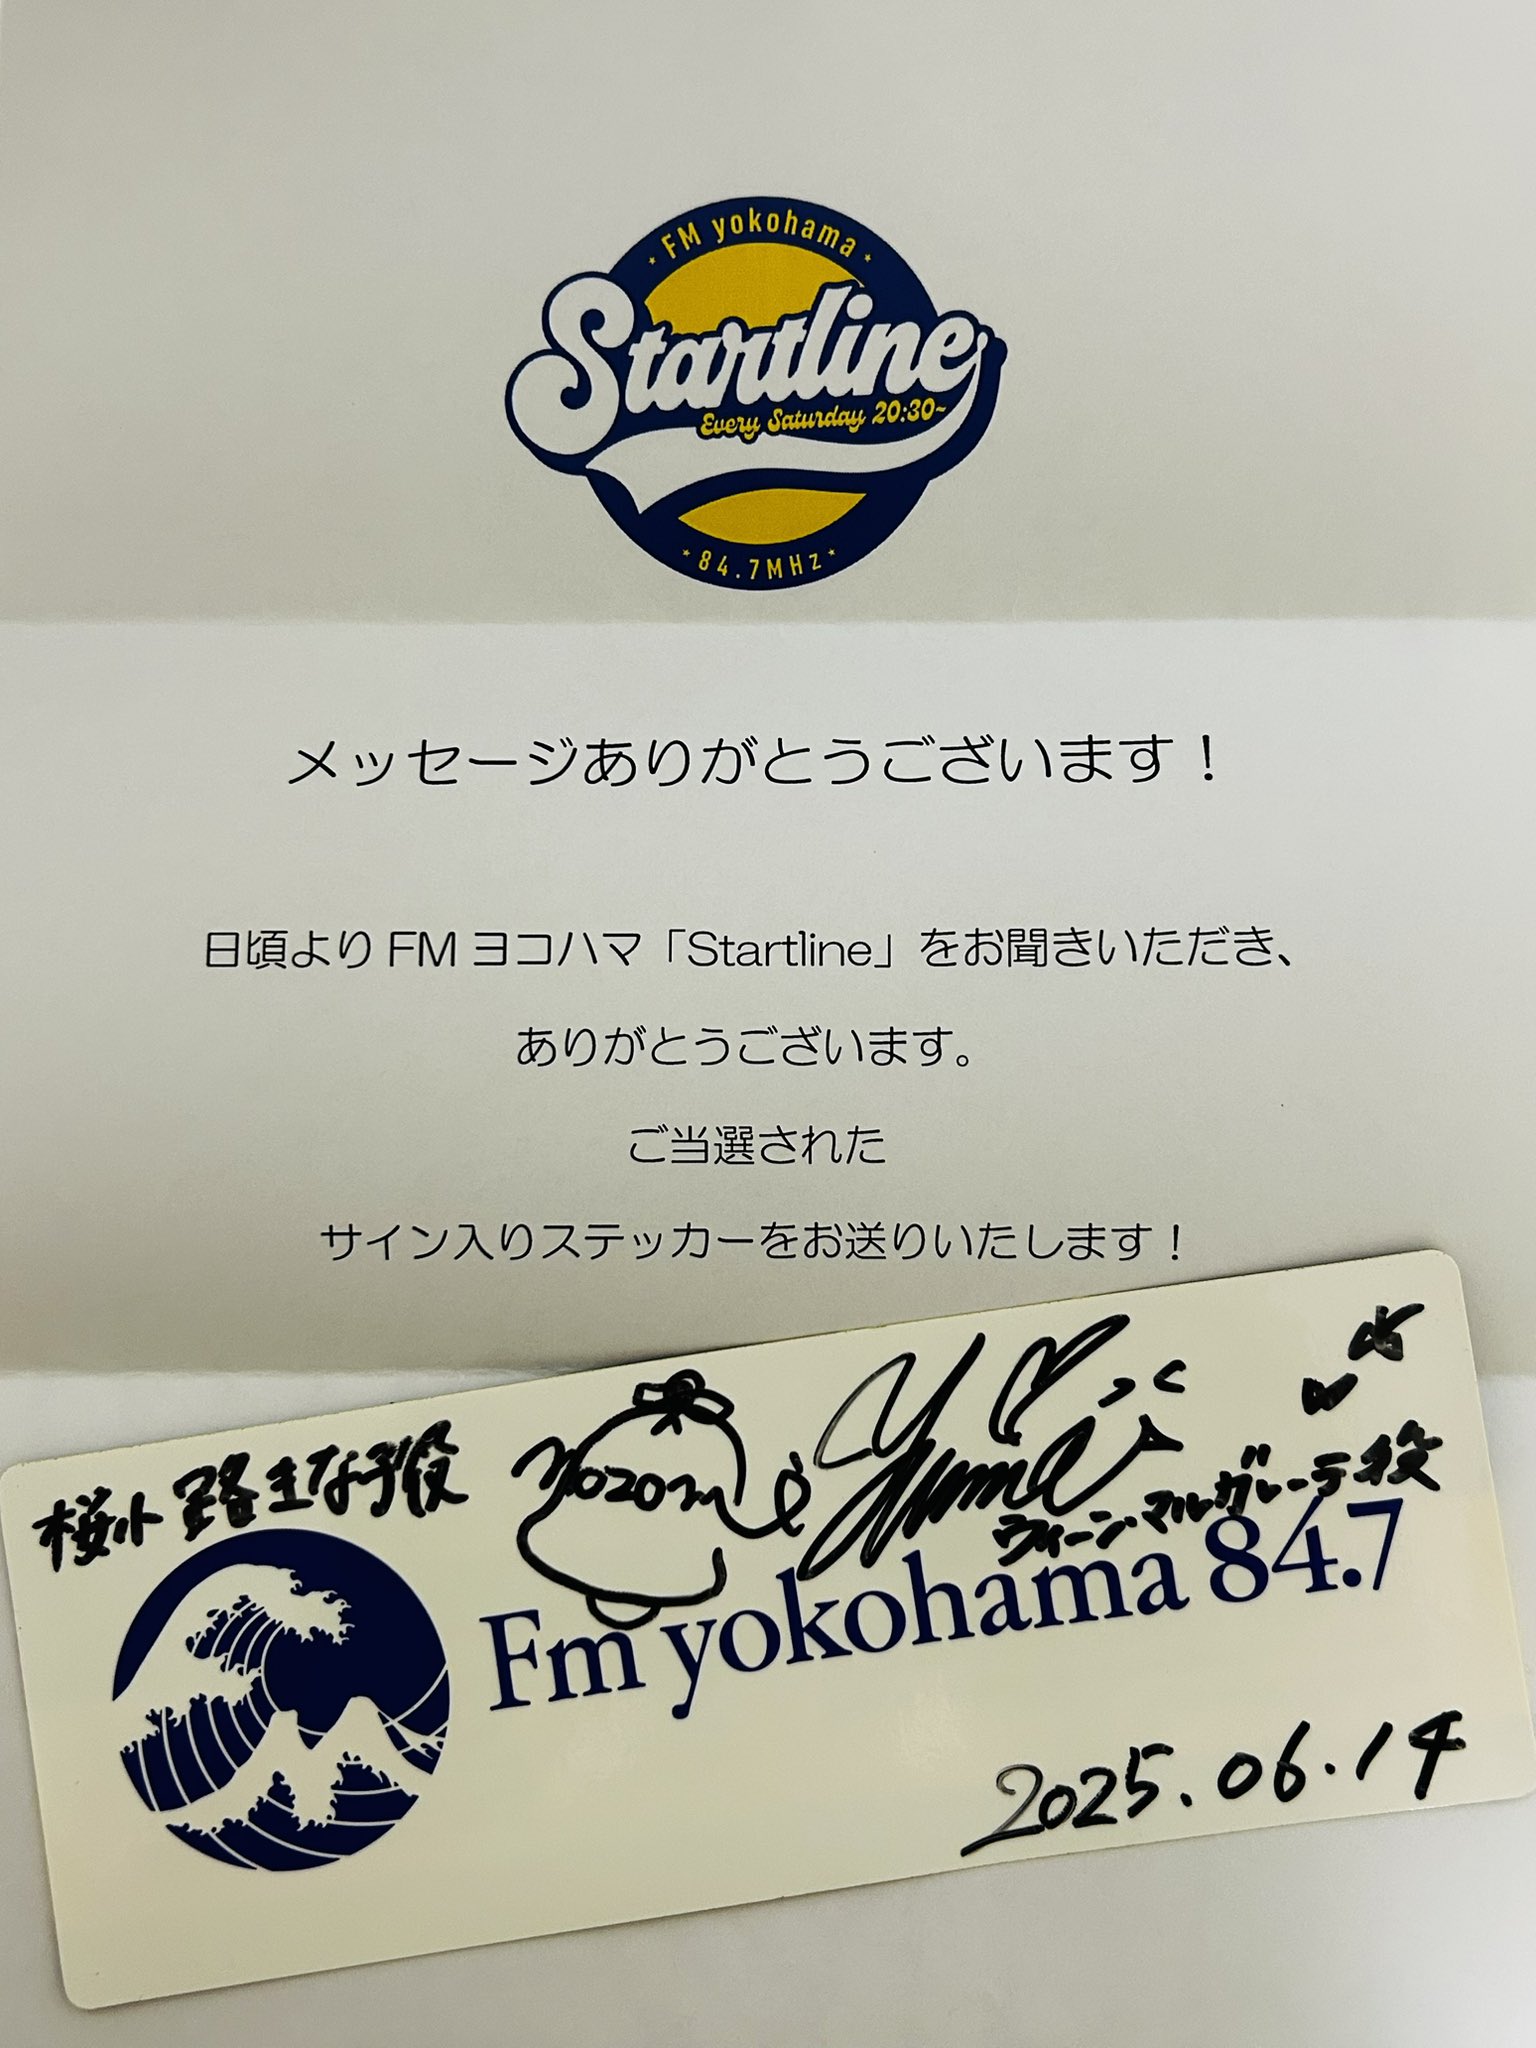 FM yokohama
Startline
Every Saturday 20:30~
84.7MHz
メッセージありがとうございます！
日頃より FM ヨコハマ「Startline」をお聞きいただき、
ありがとうございます。
ご当選された
サイン入りステッカーをお送りいたします！
桜小路きな子役
nozomi
Yuina
ウィーン・マルガレーテ役
Fm yokohama 84.7
2025.06.14